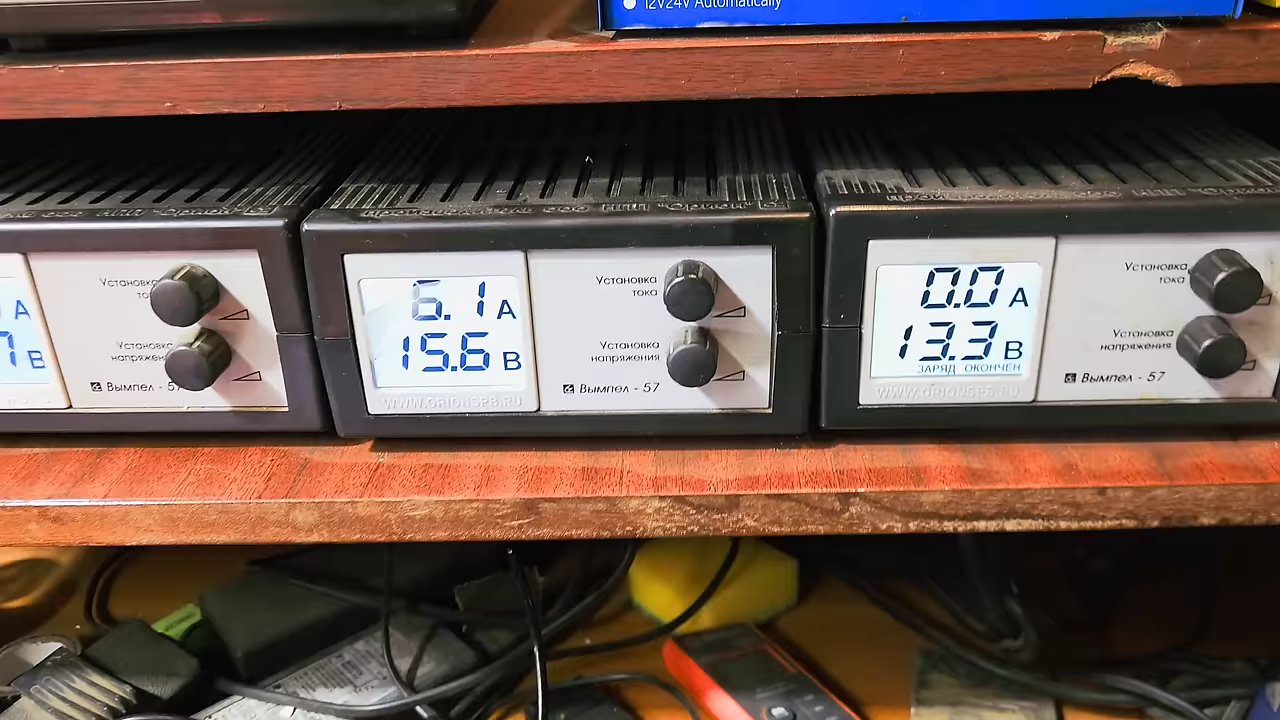 12V24V Automatically
А
7 В
Установка
тока
Установка
напряжения
Вымпел - 57
6.1 А
15.6 В
WWW.ORIONSPB.RU
Установка
тока
Установка
напряжения
Вымпел - 57
0.0 А
13.3 В
ЗАРЯД ОКОНЧЕН
WWW.ORIONSPB.RU
Установка
тока
Установка
напряжения
Вымпел - 57